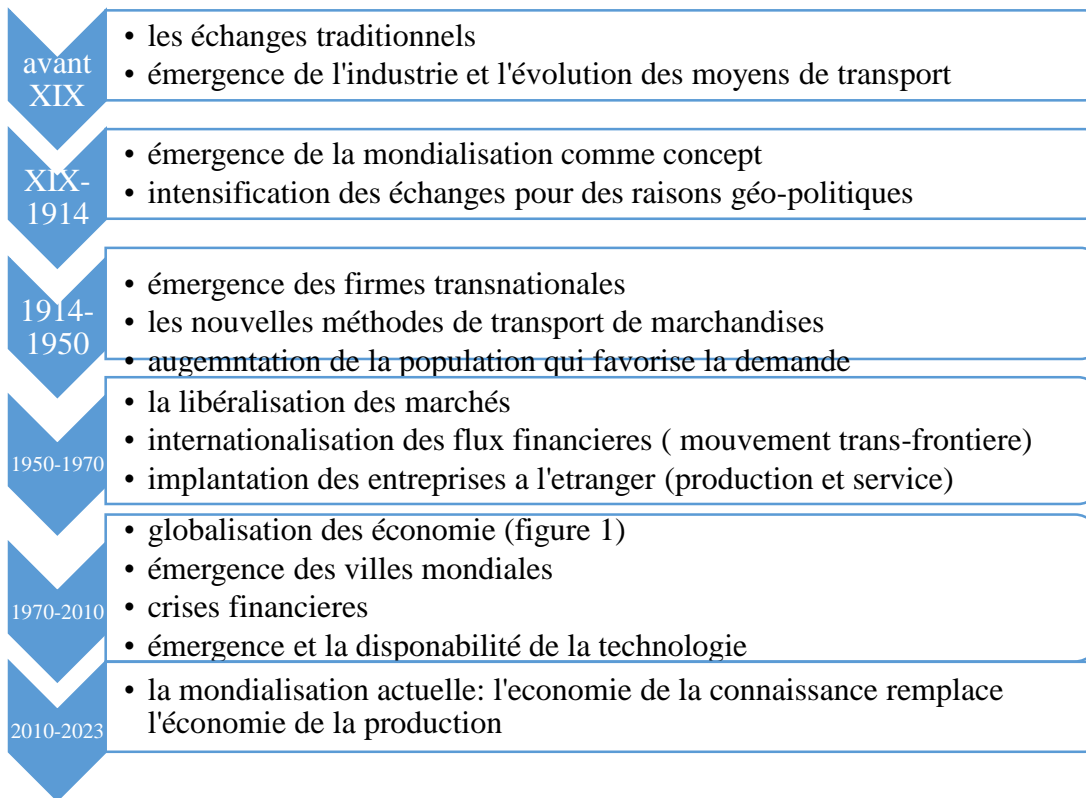 avant
XIX
• les échanges traditionnels
• émergence de l'industrie et l'évolution des moyens de transport
XIX-
1914
• émergence de la mondialisation comme concept
• intensification des échanges pour des raisons géo-politiques
1914-
1950
• émergence des firmes transnationales
• les nouvelles méthodes de transport de marchandises
• augemntation de la population qui favorise la demande
1950-1970
• la libéralisation des marchés
• internationalisation des flux financieres ( mouvement trans-frontiere)
• implantation des entreprises a l'etranger (production et service)
1970-2010
• globalisation des économie (figure 1)
• émergence des villes mondiales
• crises financieres
• émergence et la disponabilité de la technologie
2010-2023
• la mondialisation actuelle: l'economie de la connaissance remplace
l'économie de la production